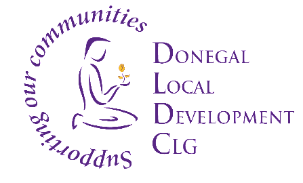 Supporting our communities
DONEGAL
LOCAL
DEVELOPMENT
CLG